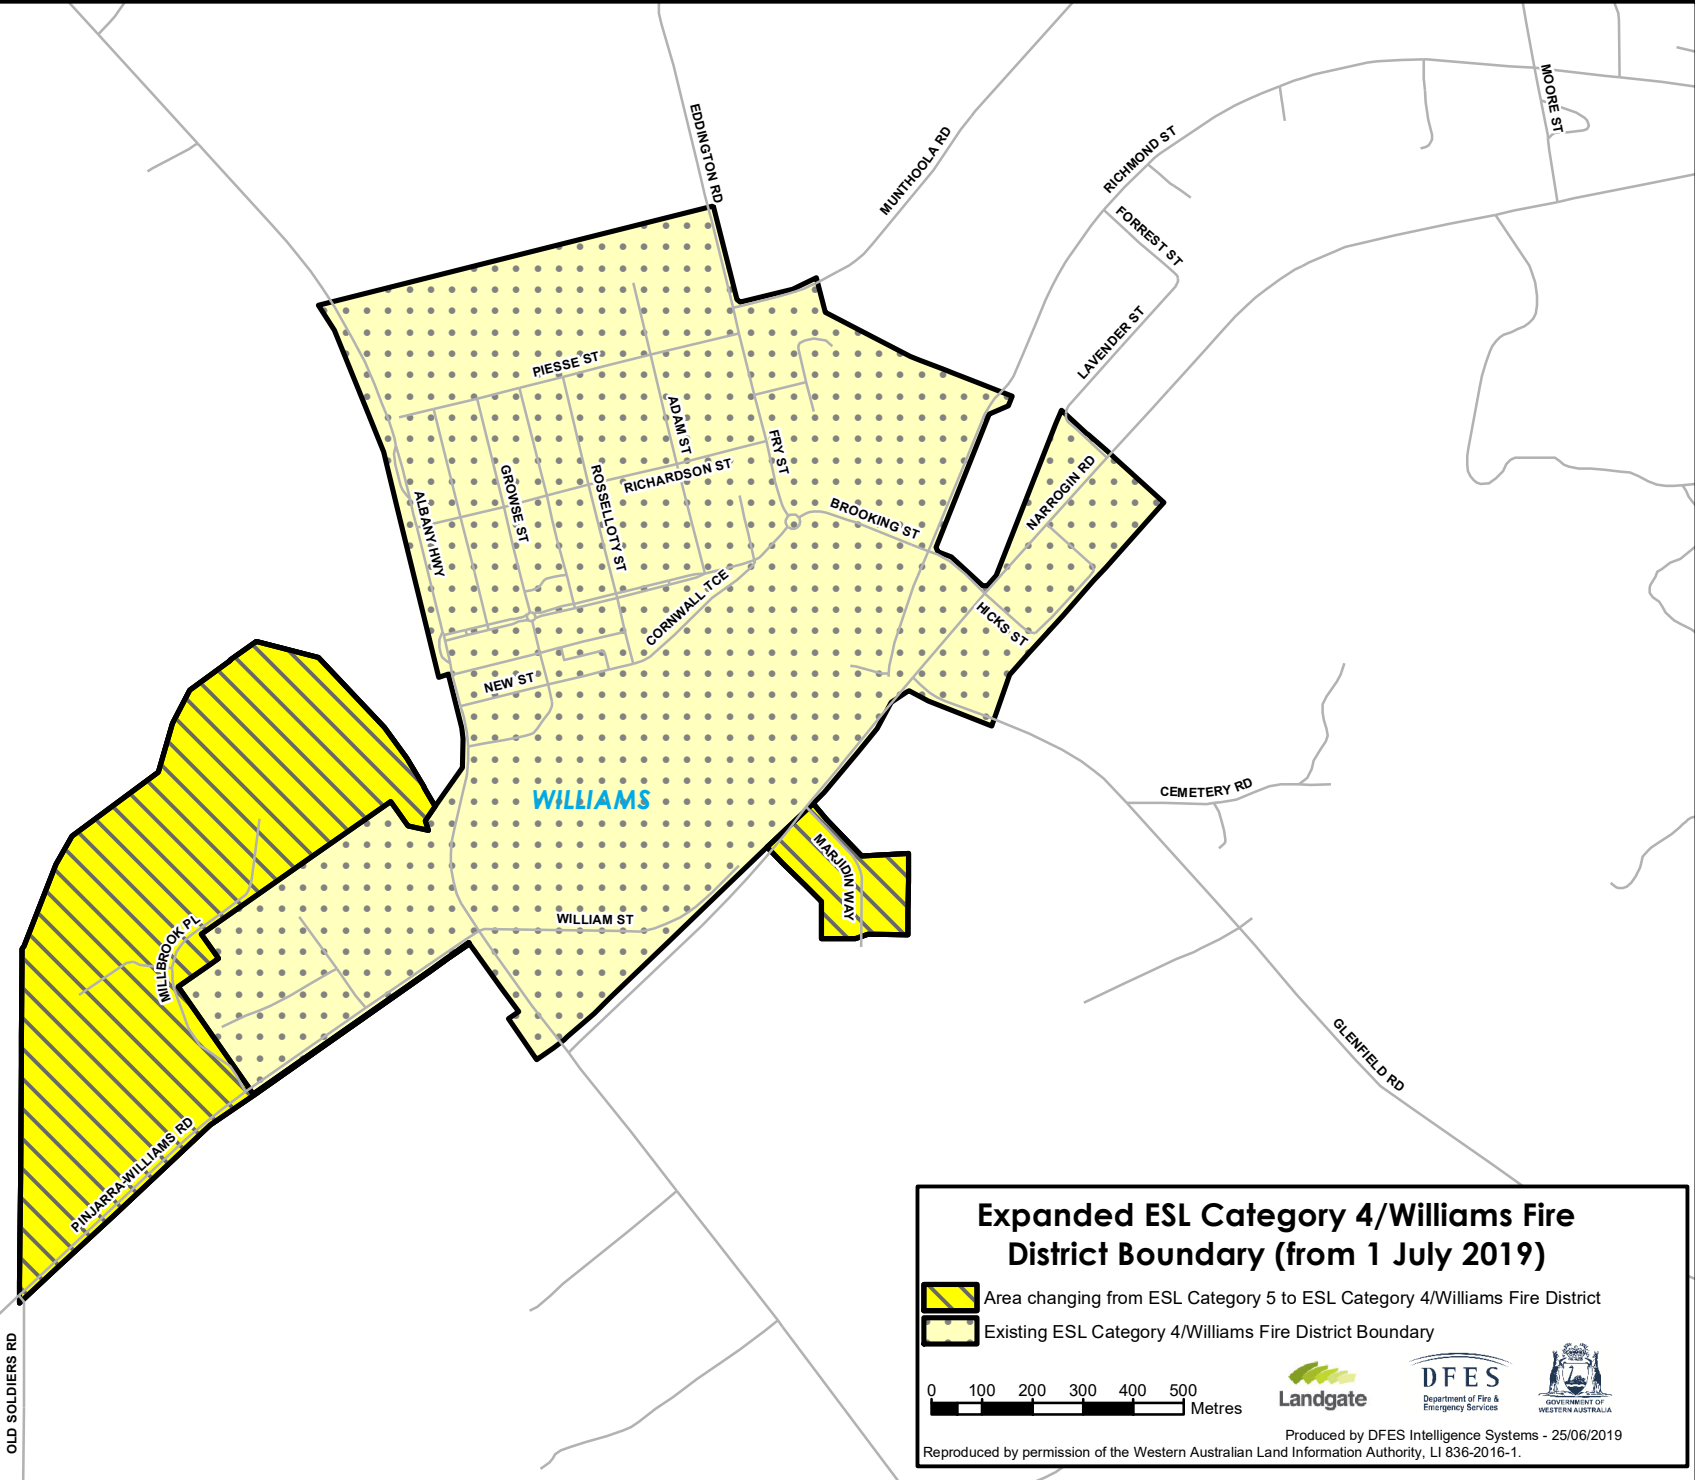 EDDINGTON RD
MUNTHOOLA RD
RICHMOND ST
MOORE ST
FORREST ST
LAVENDER ST
PIESSE ST
ADAM ST
FRY ST
RICHARDSON ST
GROWSE ST
ROSSELLOTY ST
ALBANY HWY
BROOKING ST
NARROGIN RD
CORNWALL TCE
HICKS ST
NEW ST
WILLIAMS
CEMETERY RD
MARJIDIN WAY
WILLIAM ST
MILLBROOK PL
GLENFIELD RD
PINJARRA-WILLIAMS RD
OLD SOLDIERS RD
Expanded ESL Category 4/Williams Fire
District Boundary (from 1 July 2019)
Area changing from ESL Category 5 to ESL Category 4/Williams Fire District
Existing ESL Category 4/Williams Fire District Boundary
0 100 200 300 400 500
Metres
Landgate
DFES
Department of Fire &
Emergency Services
GOVERNMENT OF
WESTERN AUSTRALIA
Produced by DFES Intelligence Systems - 25/06/2019
Reproduced by permission of the Western Australian Land Information Authority, LI 836-2016-1.